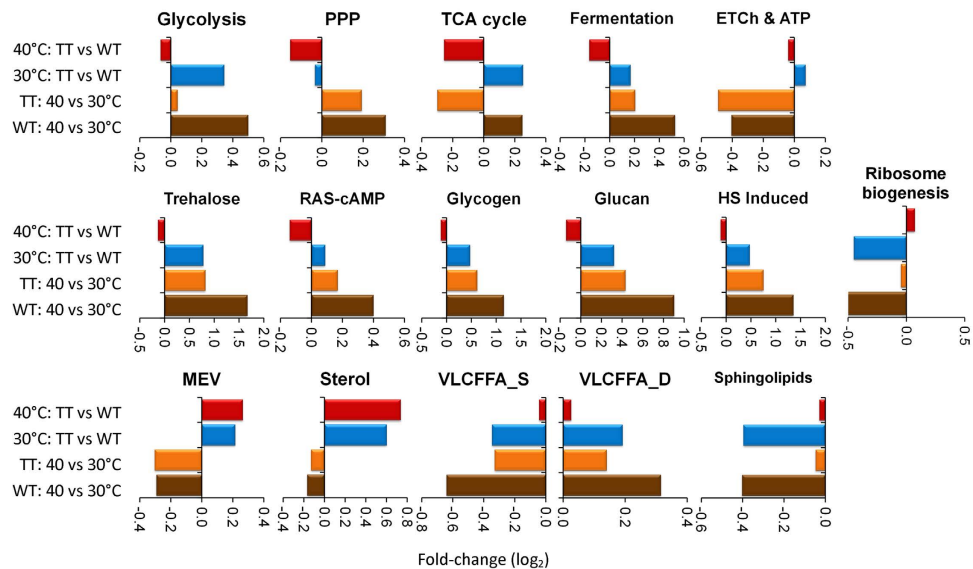 Glycolysis PPP TCA cycle Fermentation ETCh & ATP
40°C: TT vs WT
30°C: TT vs WT
TT: 40 vs 30°C
WT: 40 vs 30°C
-0.2 0.0 0.2 0.4 0.6 -0.2 0.0 0.2 0.4 -0.4 -0.2 0.0 0.2 0.4 -0.4 -0.2 0.0 0.2 0.4 0.6 -0.6 -0.4 -0.2 0.0 0.2
Ribosome
biogenesis
Trehalose RAS-cAMP Glycogen Glucan HS Induced
40°C: TT vs WT
30°C: TT vs WT
TT: 40 vs 30°C
WT: 40 vs 30°C
-0.5 0.0 0.5 1.0 1.5 2.0 -0.2 0.0 0.2 0.4 0.6 -0.5 0.0 0.5 1.0 1.5 2.0 -0.2 0.0 0.2 0.4 0.6 0.8 1.0 -0.5 0.0 0.5 1.0 1.5 2.0 -0.5 0.0 0.5
MEV Sterol VLCFFA_S VLCFFA_D Sphingolipids
40°C: TT vs WT
30°C: TT vs WT
TT: 40 vs 30°C
WT: 40 vs 30°C
-0.4 -0.2 0.0 0.2 0.4 -0.4 -0.2 0.0 0.2 0.4 0.6 0.8 -0.8 -0.6 -0.4 -0.2 0.0 0.0 0.2 0.4 -0.6 -0.4 -0.2 0.0
Fold-change (log₂)